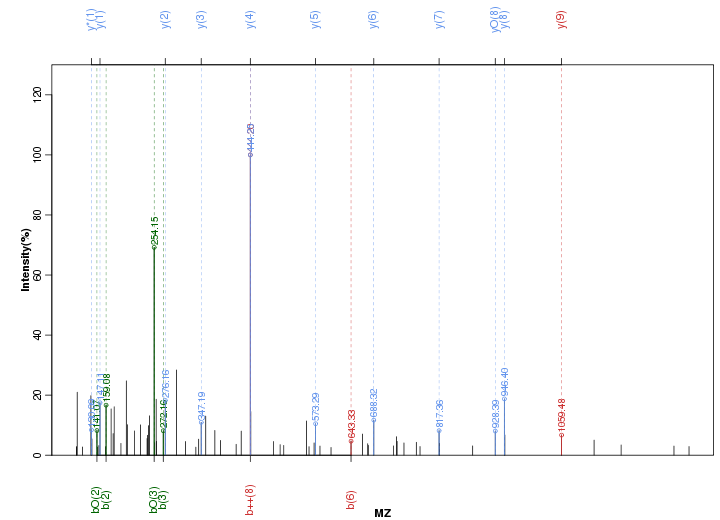 y*(1)
y(1)
y(2)
y(3)
y(4)
y(5)
y(6)
y(7)
yO(8)
y(8)
y(9)
120
100
80
60
40
20
0
Intensity(%)
141.07
147.11
159.08
254.15
272.16
276.16
347.19
573.29
643.33
688.32
817.36
928.39
946.40
1059.48
bO(2)
b(2)
bO(3)
b(3)
b++(8)
b(6)
MZ